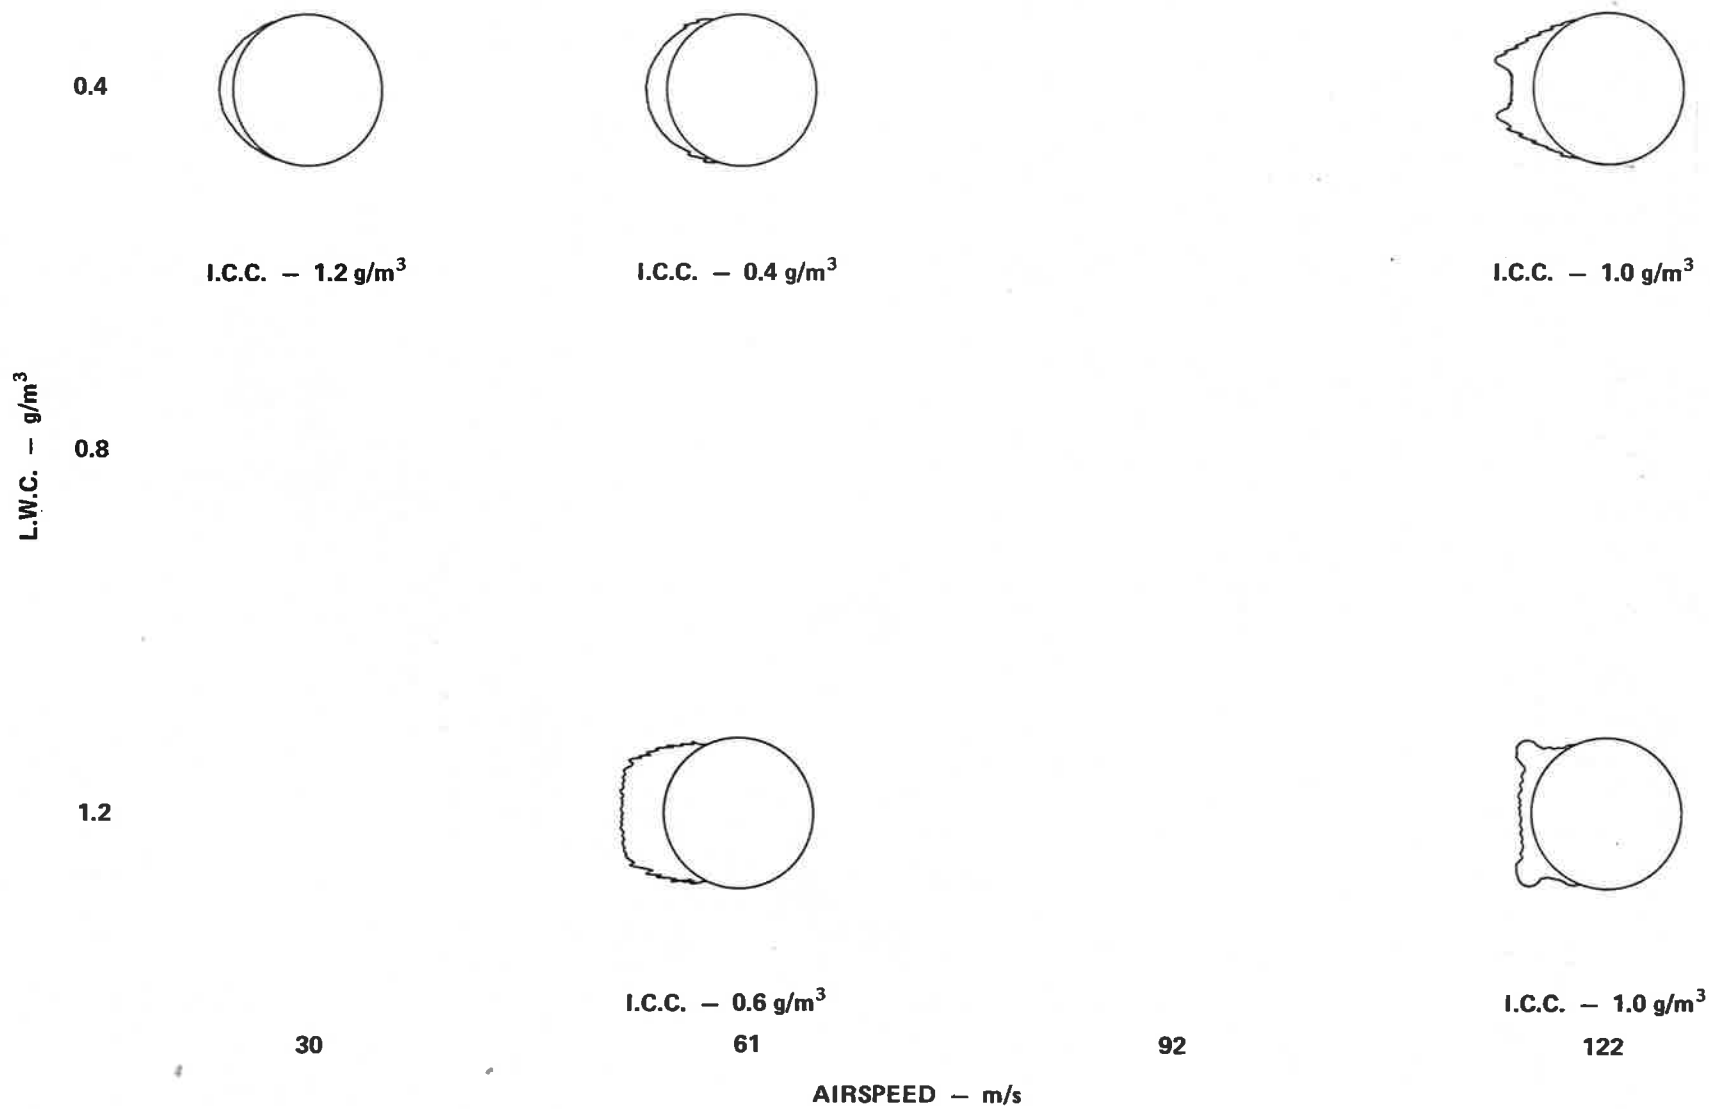 0.4
I.C.C. — 1.2 g/m³
I.C.C. — 0.4 g/m³
I.C.C. — 1.0 g/m³
L.W.C. — g/m³
0.8
1.2
I.C.C. — 0.6 g/m³
I.C.C. — 1.0 g/m³
30
61
92
122
AIRSPEED — m/s